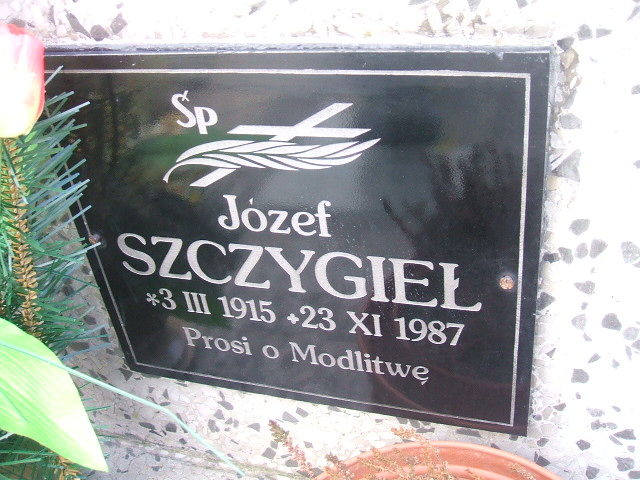 Śp
Józef
SZCZYGIEŁ
*3 III 1915 +23 XI 1987
Prosi o Modlitwę